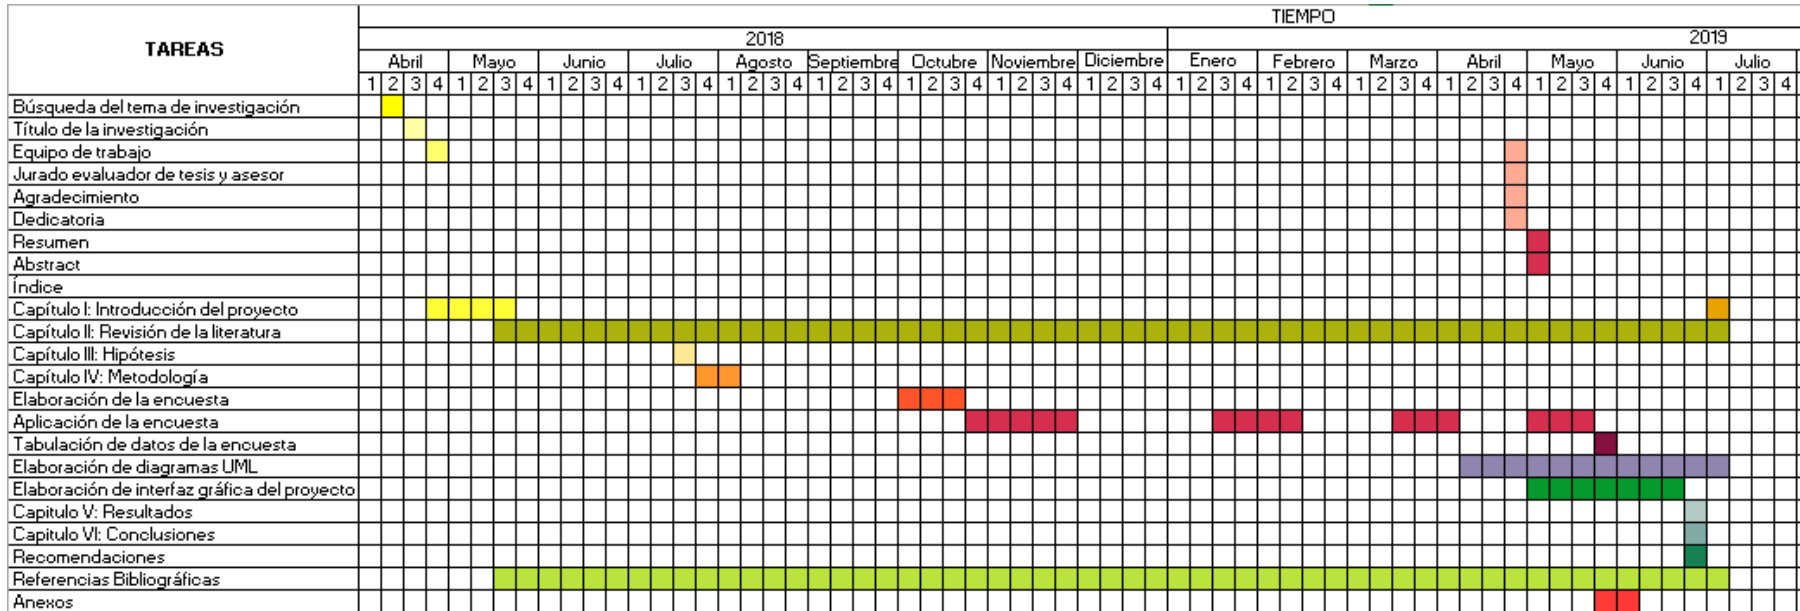 TIEMPO
TAREAS
2018 2019
Abril Mayo Junio Julio Agosto Septiembre Octubre Noviembre Diciembre Enero Febrero Marzo Abril Mayo Junio Julio
1 2 3 4 1 2 3 4 1 2 3 4 1 2 3 4 1 2 3 4 1 2 3 4 1 2 3 4 1 2 3 4 1 2 3 4 1 2 3 4 1 2 3 4 1 2 3 4 1 2 3 4 1 2 3 4 1 2 3 4 1 2 3 4
Búsqueda del tema de investigación
Título de la investigación
Equipo de trabajo
Jurado evaluador de tesis y asesor
Agradecimiento
Dedicatoria
Resumen
Abstract
Índice
Capítulo I: Introducción del proyecto
Capítulo II: Revisión de la literatura
Capítulo III: Hipótesis
Capítulo IV: Metodología
Elaboración de la encuesta
Aplicación de la encuesta
Tabulación de datos de la encuesta
Elaboración de diagramas UML
Elaboración de interfaz gráfica del proyecto
Capitulo V: Resultados
Capitulo VI: Conclusiones
Recomendaciones
Referencias Bibliográficas
Anexos